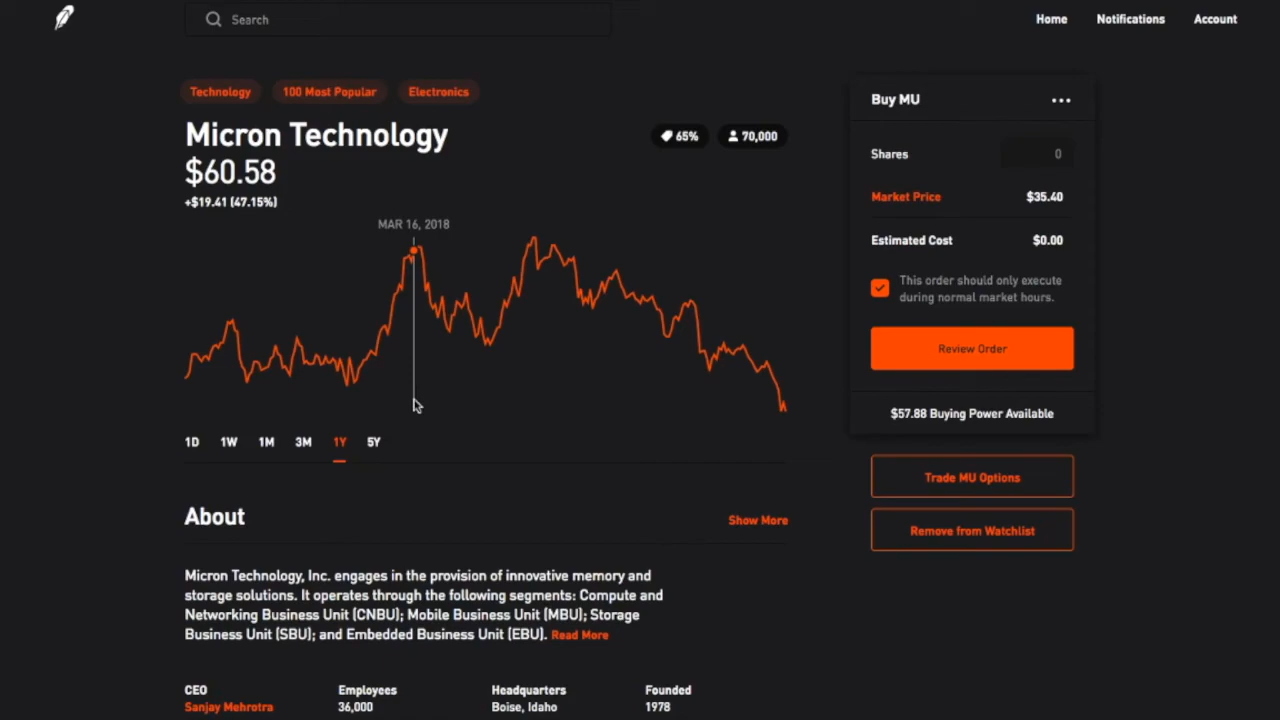 Search
Home Notifications Account
Technology 100 Most Popular Electronics
Micron Technology
65% 70,000
$60.58
+$19.41 (47.15%)
MAR 16, 2018
1D 1W 1M 3M 1Y 5Y
Buy MU
Shares 0
Market Price $35.40
Estimated Cost $0.00
This order should only execute
during normal market hours.
Review Order
$57.88 Buying Power Available
Trade MU Options
Remove from Watchlist
About
Show More
Micron Technology, Inc. engages in the provision of innovative memory and
storage solutions. It operates through the following segments: Compute and
Networking Business Unit (CNBU); Mobile Business Unit (MBU); Storage
Business Unit (SBU); and Embedded Business Unit (EBU). Read More
CEO Employees Headquarters Founded
Sanjay Mehrotra 36,000 Boise, Idaho 1978